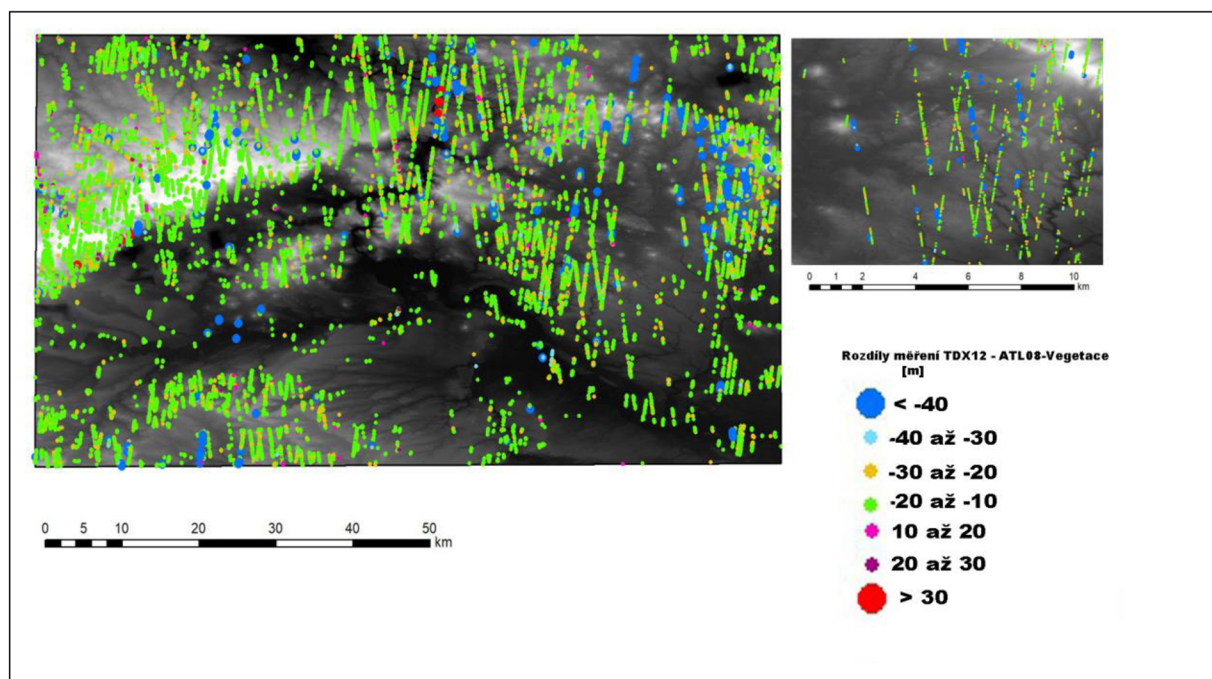 0 1 2 4 6 8 10
km
Rozdíly měření TDX12 - ATL08-Vegetace
[m]
< -40
-40 až -30
-30 až -20
-20 až -10
10 až 20
20 až 30
> 30
0 5 10 20 30 40 50
km